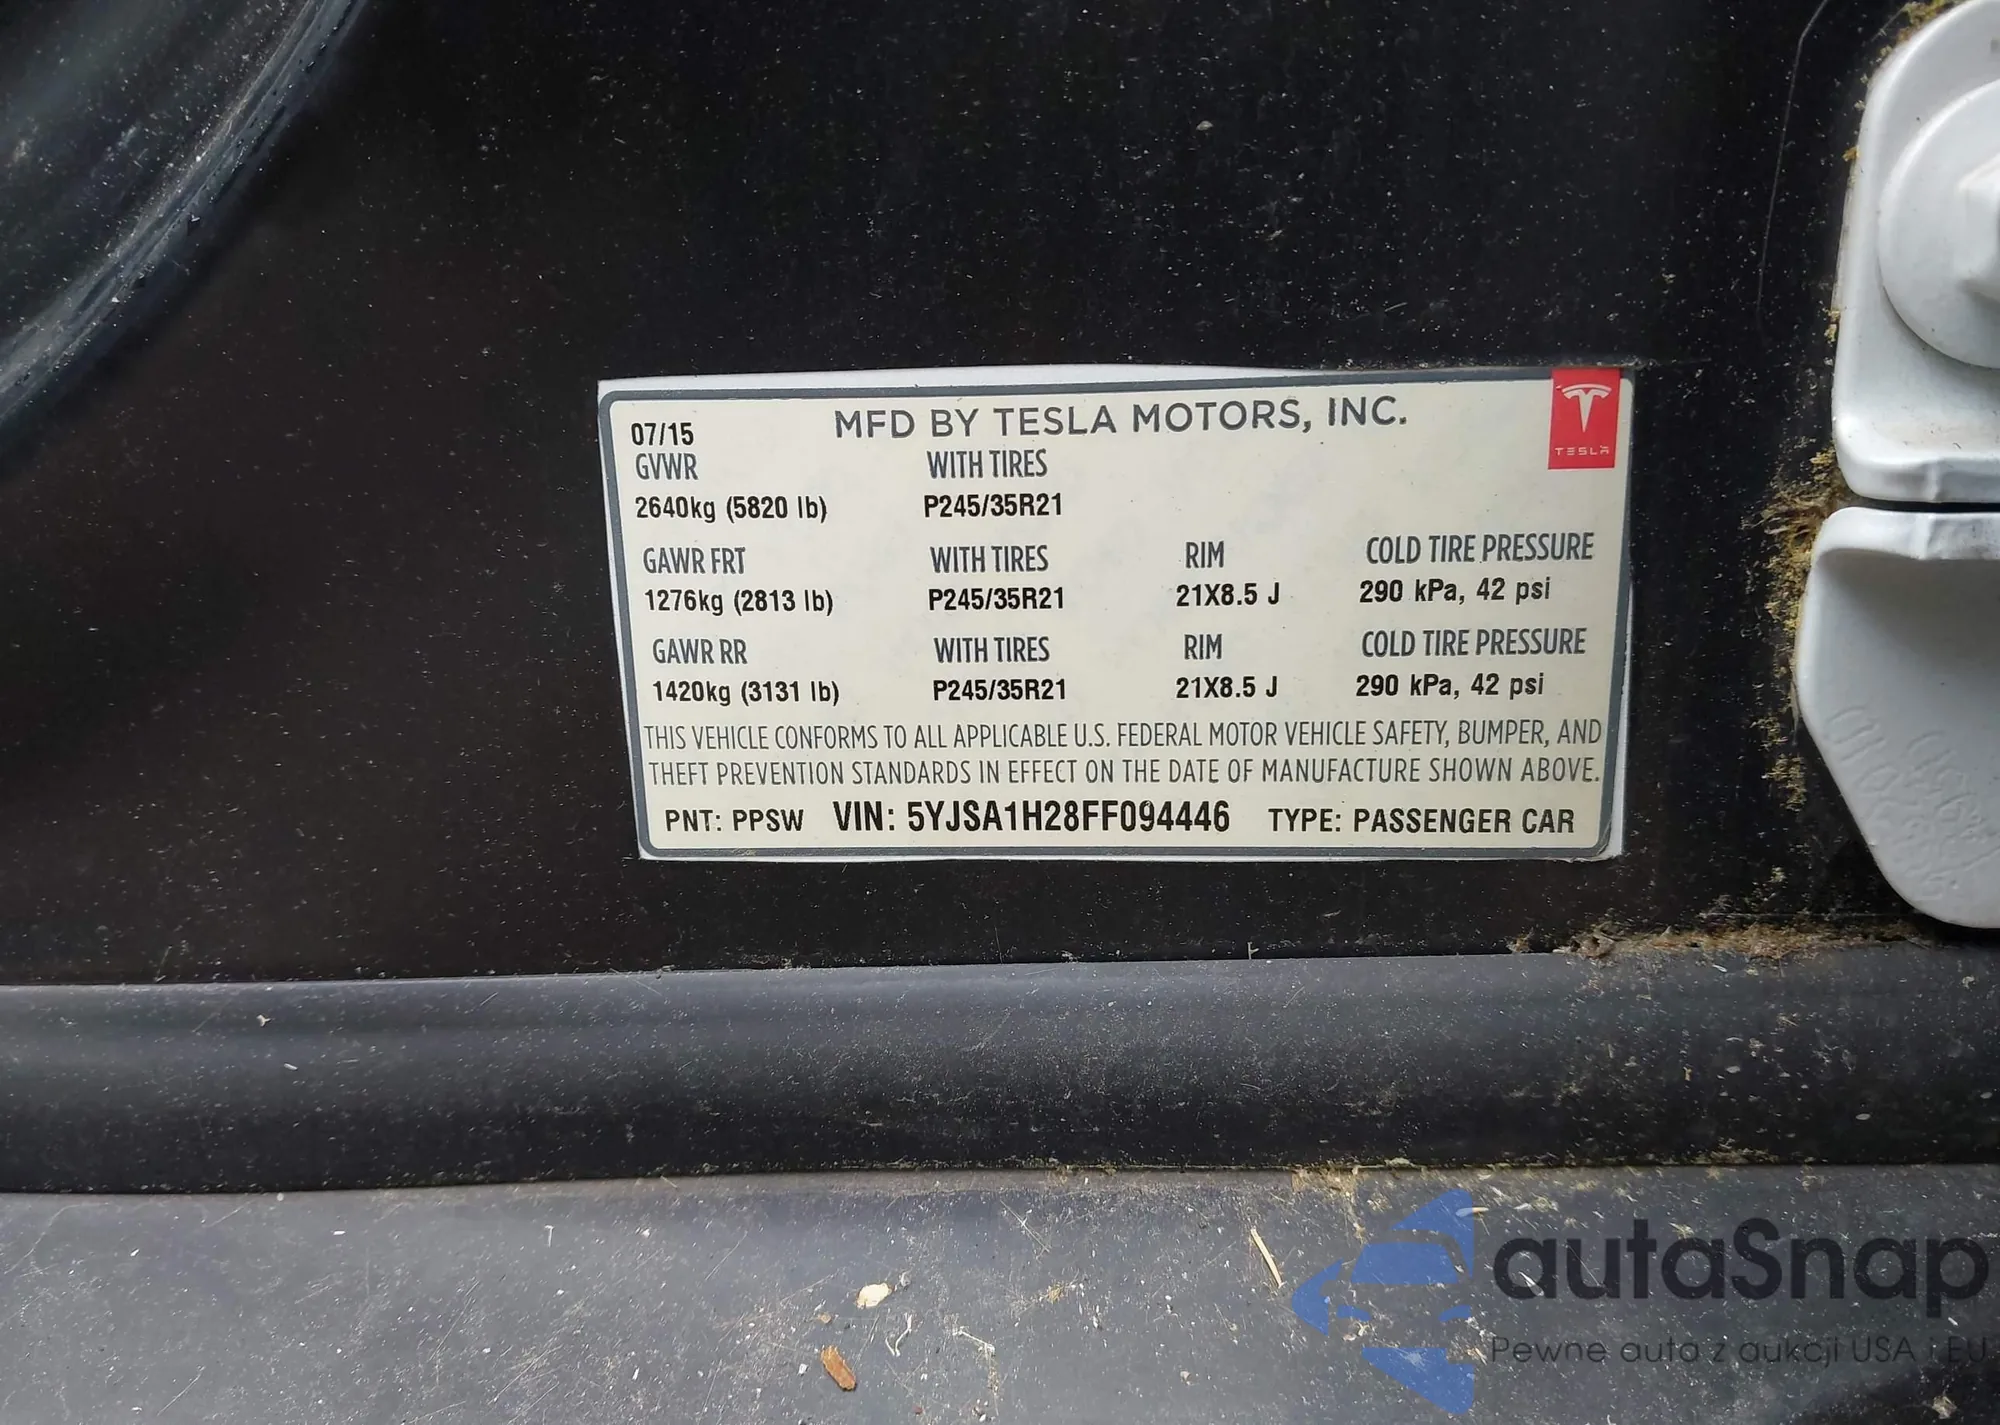 07/15 MFD BY TESLA MOTORS, INC.
TESLA
GVWR WITH TIRES
2640kg (5820 lb) P245/35R21
GAWR FRT WITH TIRES RIM COLD TIRE PRESSURE
1276kg (2813 lb) P245/35R21 21X8.5 J 290 kPa, 42 psi
GAWR RR WITH TIRES RIM COLD TIRE PRESSURE
1420kg (3131 lb) P245/35R21 21X8.5 J 290 kPa, 42 psi
THIS VEHICLE CONFORMS TO ALL APPLICABLE U.S. FEDERAL MOTOR VEHICLE SAFETY, BUMPER, AND
THEFT PREVENTION STANDARDS IN EFFECT ON THE DATE OF MANUFACTURE SHOWN ABOVE.
PNT: PPSW VIN: 5YJSA1H28FF094446 TYPE: PASSENGER CAR
autaSnap
Pewne auta z aukcji USA i EU